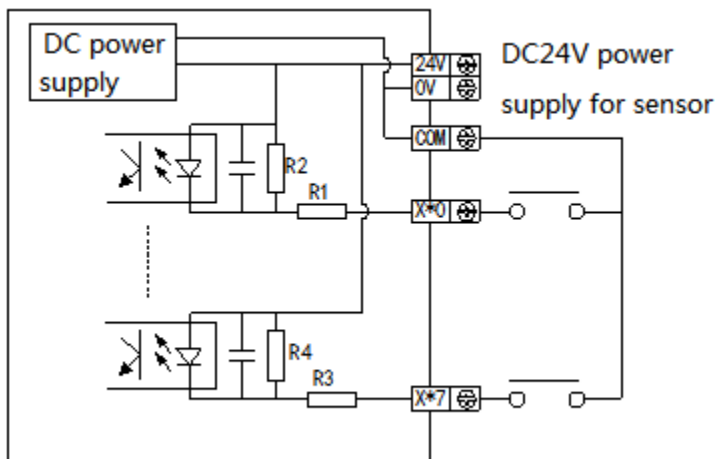 DC power
supply
24V
0V
DC24V power
supply for sensor
COM
R2
R1
X*0
R4
R3
X*7